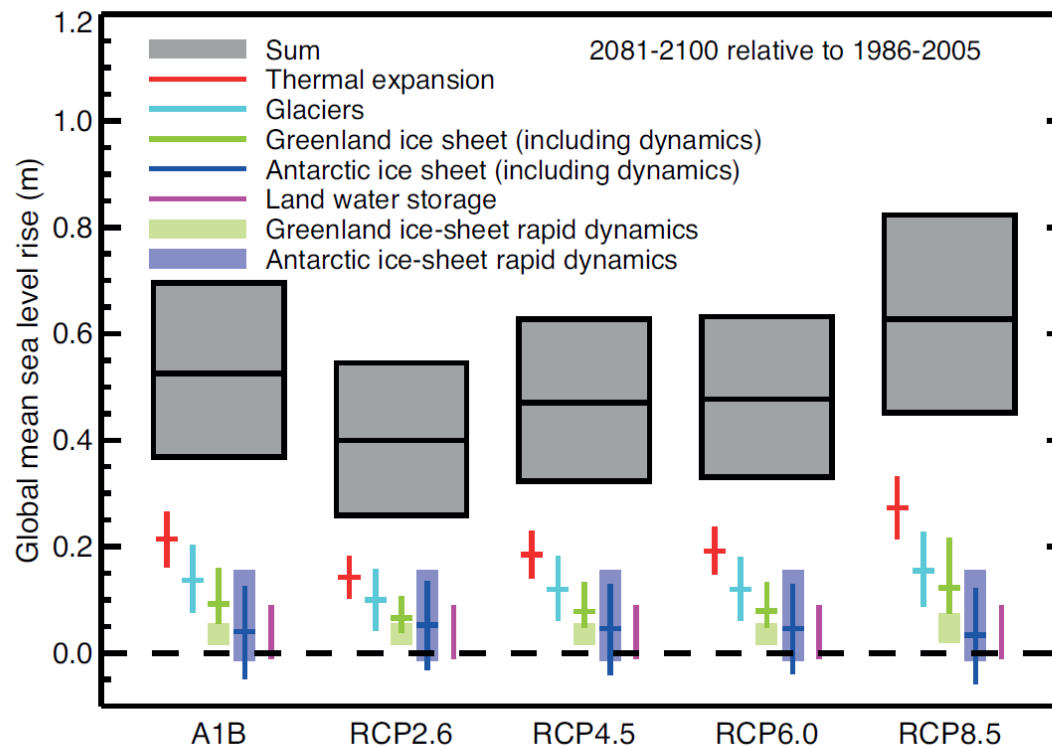 1.2
1.0
0.8
0.6
0.4
0.2
0.0
Global mean sea level rise (m)
2081-2100 relative to 1986-2005
Sum
Thermal expansion
Glaciers
Greenland ice sheet (including dynamics)
Antarctic ice sheet (including dynamics)
Land water storage
Greenland ice-sheet rapid dynamics
Antarctic ice-sheet rapid dynamics
A1B RCP2.6 RCP4.5 RCP6.0 RCP8.5